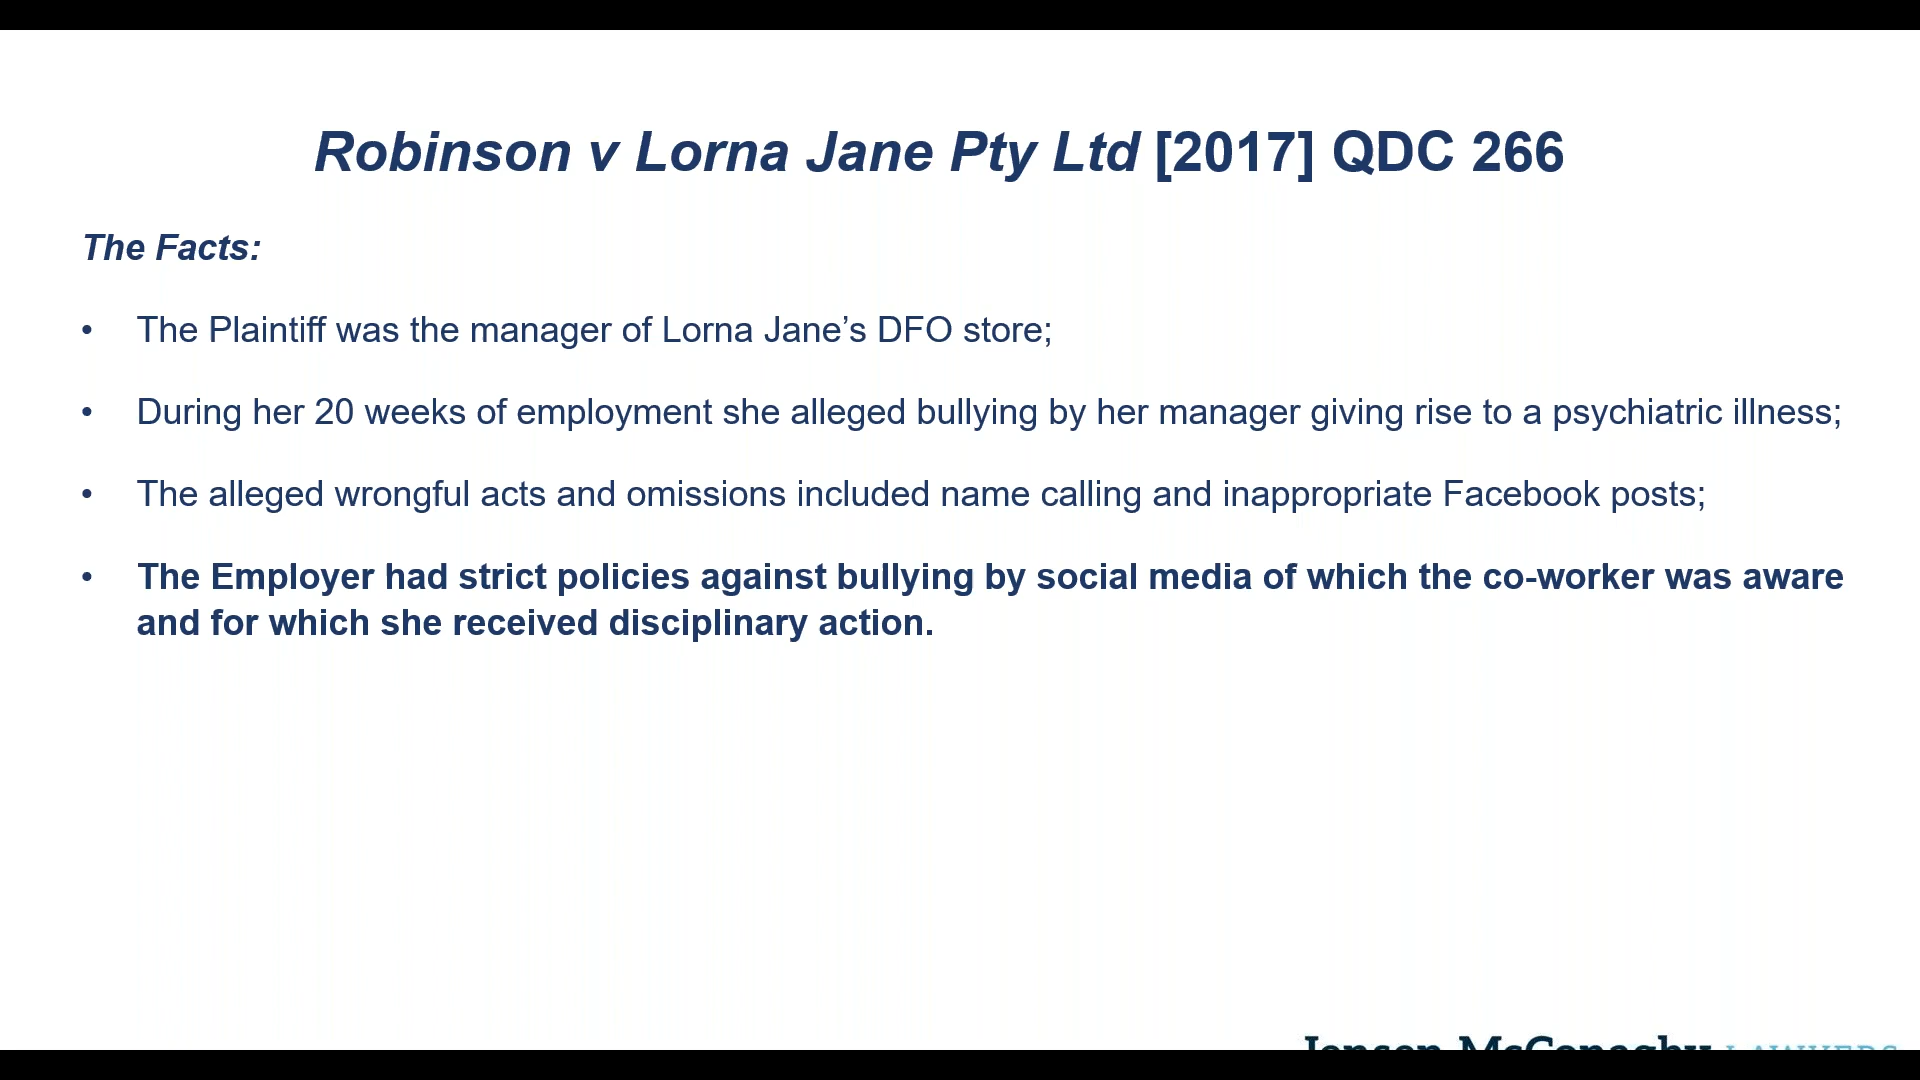 Robinson v Lorna Jane Pty Ltd [2017] QDC 266
The Facts:
• The Plaintiff was the manager of Lorna Jane’s DFO store;
• During her 20 weeks of employment she alleged bullying by her manager giving rise to a psychiatric illness;
• The alleged wrongful acts and omissions included name calling and inappropriate Facebook posts;
• The Employer had strict policies against bullying by social media of which the co-worker was aware
and for which she received disciplinary action.
Jensen McConaghy LAWYERS